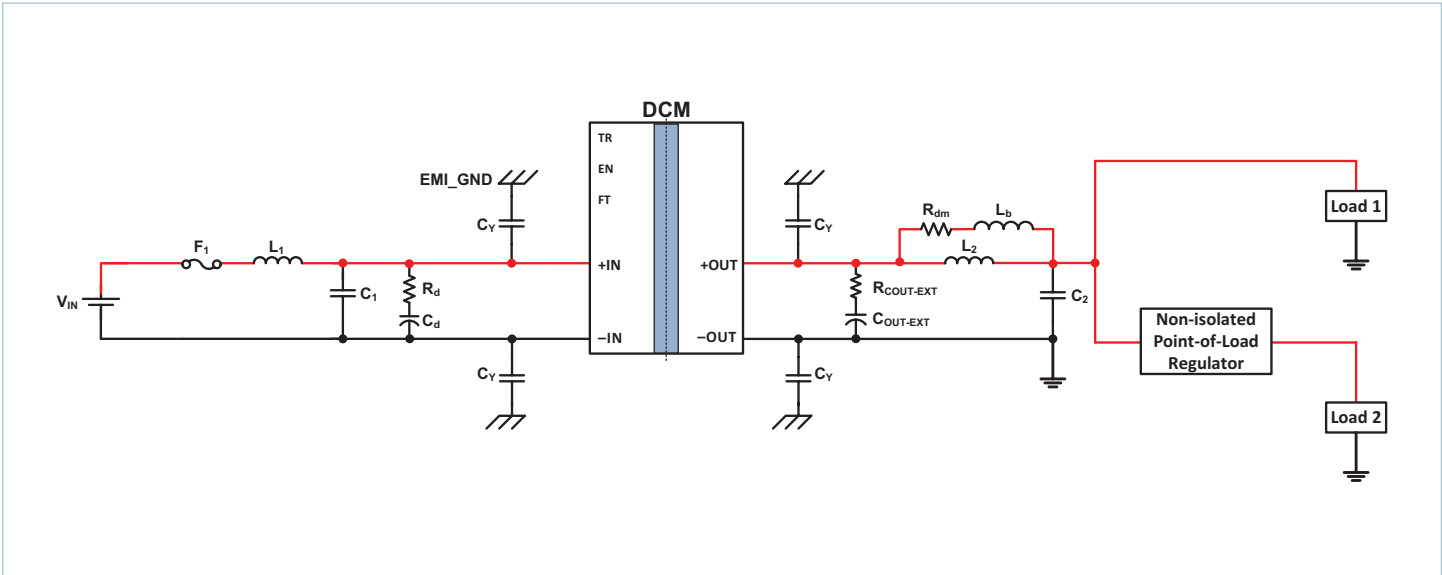 DCM
TR
EN
FT
EMI_GND
CY
CY
Rdm
Lb
Load 1
F1
L1
L2
+IN
+OUT
VIN
C1
Rd
Cd
RCOUT-EXT
COUT-EXT
C2
–IN
–OUT
Non-isolated
Point-of-Load
Regulator
CY
CY
Load 2